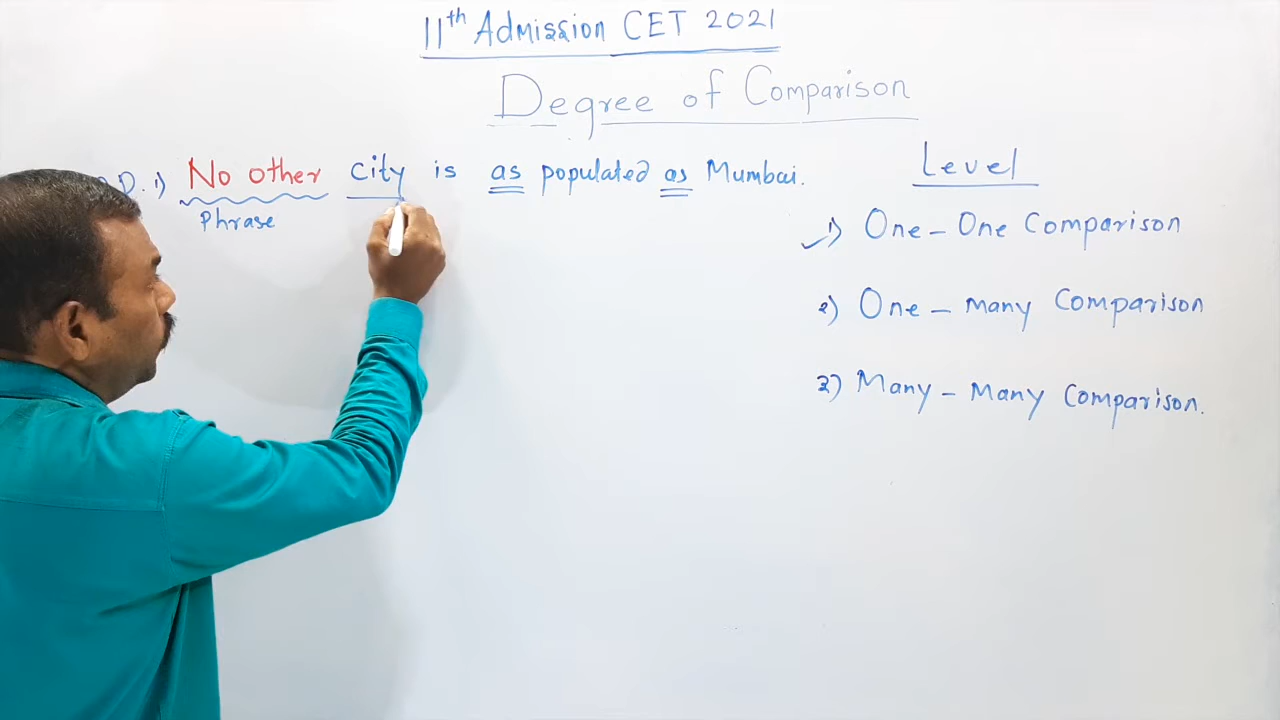 11th Admission CET 2021
Degree of Comparison
P.D. 1) No other city is as populated as Mumbai.
Phrase
Level
1) One - One Comparison
2) One - Many Comparison
3) Many - Many Comparison.